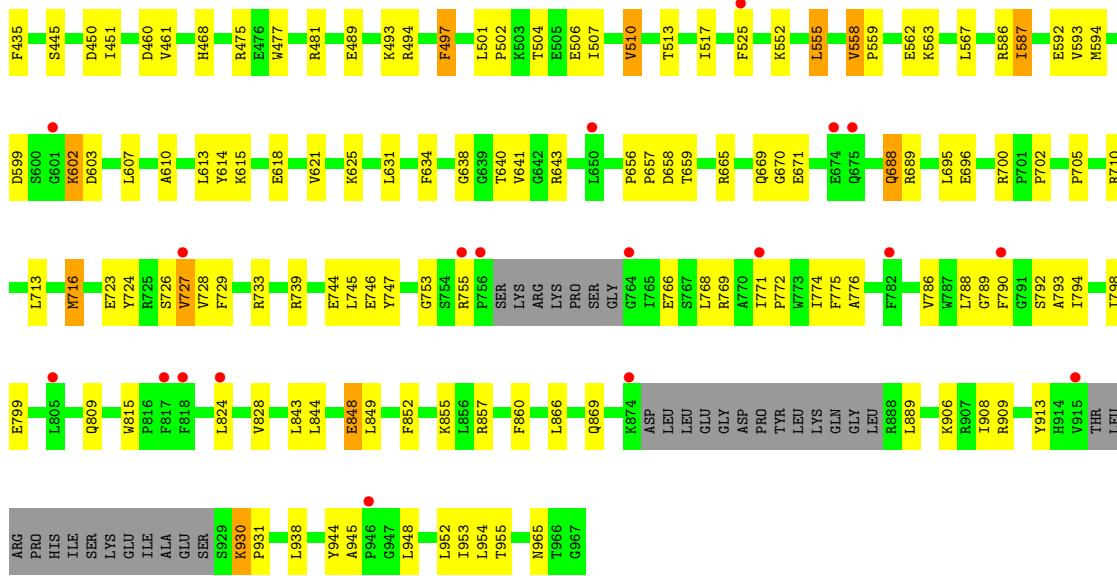 F435 S445 D450 I451 D460 V461 H468 R475 E476 W477 R481 E489 K493 R494 F497 L501 P502 K503 T504 E505 E506 I507 V510 T513 I517 F525 K552 L555 V558 P559 E562 K563 L567 R586 I587 E592 V593 M594
D599 S600 G601 K602 D603 L607 A610 L613 Y614 K615 E618 V621 K625 L631 F634 G638 G639 T640 V641 G642 R643 L650 P656 P657 D658 T659 R665 Q669 G670 E671 E674 Q675 Q688 R689 L695 E696 R700 P701 P702 P705 R710
L713 M716 E723 Y724 R725 S726 V727 V728 F729 R733 R739 E744 L745 E746 Y747 G753 S754 R755 P756 SER LYS ARG LYS PRO SER GLY G764 I765 E766 S767 L768 R769 A770 I771 P772 W773 I774 F775 A776 F782 V786 W787 L788 G789 F790 G791 S792 A793 I794
E799 L805 Q809 W815 P816 F817 F818 L824 V828 L843 L844 E848 L849 F852 K855 L856 R857 F860 L866 Q869 K874 ASP LEU LEU GLU GLY ASP PRO TYR LEU LYS GLN GLY LEU R888 L889 K906 R907 I908 R909 Y913 H914 V915 THR
ARG PRO HIS ILE SER LYS GLU ILE ALA GLU SER S929 K930 P931 L938 Y944 A945 P946 G947 L948 L952 I953 L954 T955 N965 T966 G967